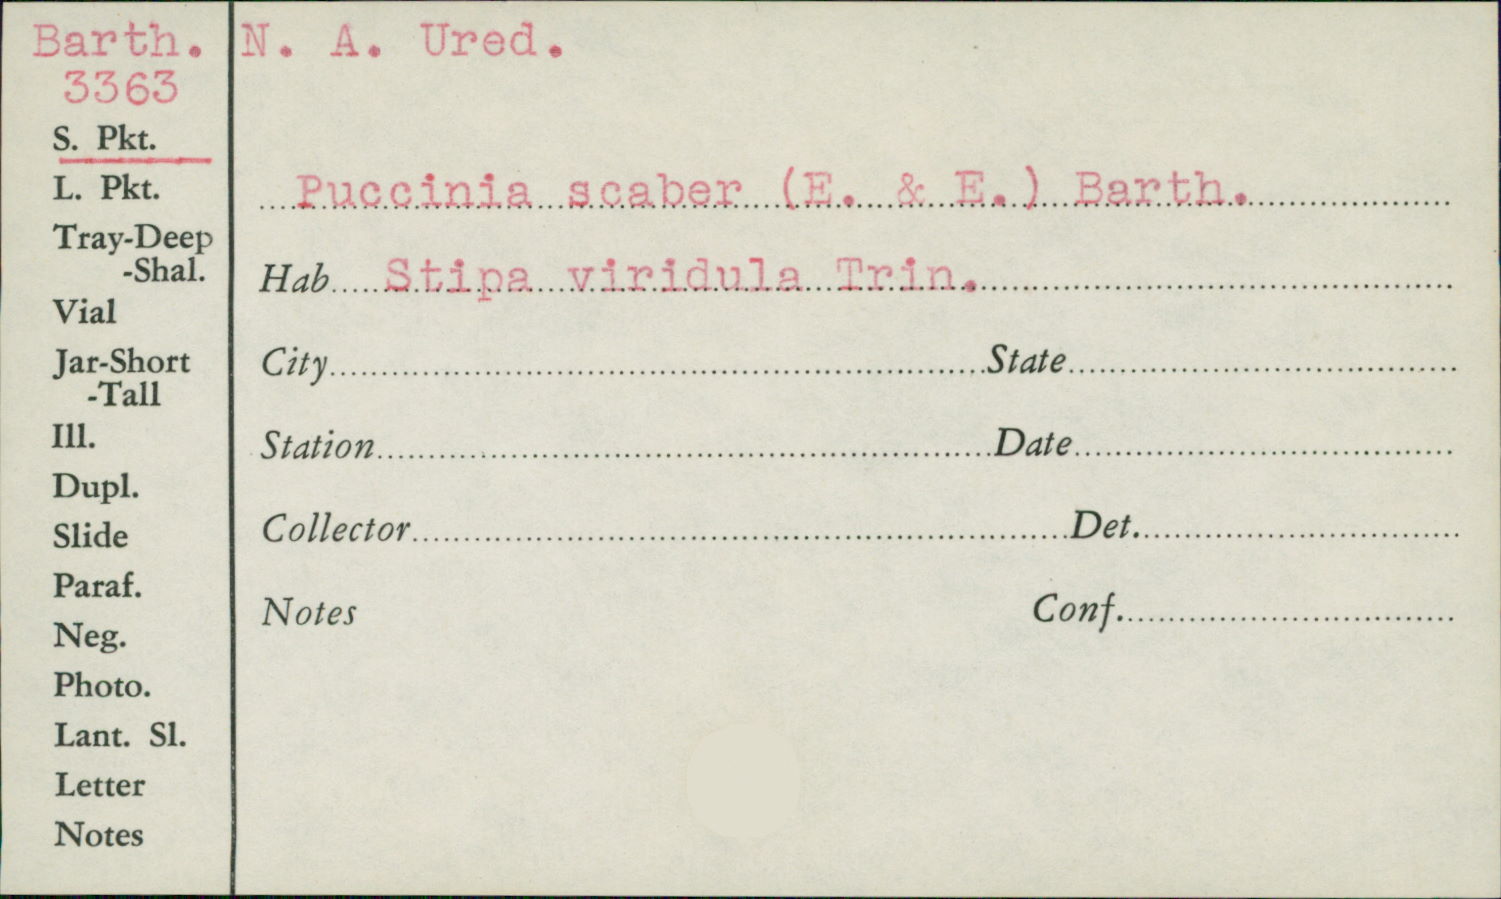 Barth. N. A. Ured.
3363
S. Pkt.
L. Pkt.
Tray-Deep
-Shal.
Vial
Jar-Short
-Tall
Ill.
Dupl.
Slide
Paraf.
Neg.
Photo.
Lant. Sl.
Letter
Notes
Puccinia scaber (E. & E.) Barth.
Hab Stipa viridula Trin.
City State
Station Date
Collector Det.
Notes Conf.